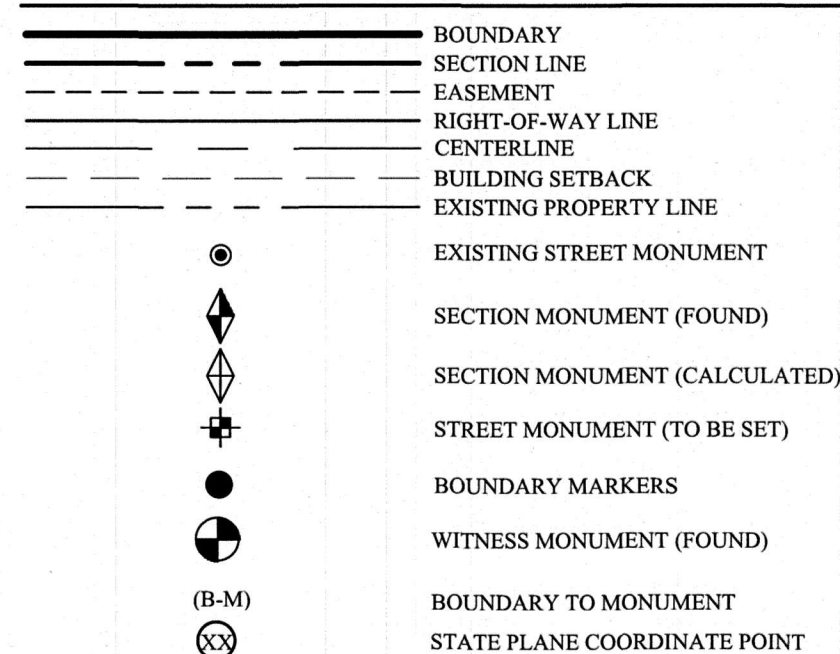 BOUNDARY
SECTION LINE
EASEMENT
RIGHT-OF-WAY LINE
CENTERLINE
BUILDING SETBACK
EXISTING PROPERTY LINE
EXISTING STREET MONUMENT
SECTION MONUMENT (FOUND)
SECTION MONUMENT (CALCULATED)
STREET MONUMENT (TO BE SET)
BOUNDARY MARKERS
WITNESS MONUMENT (FOUND)
(B-M) BOUNDARY TO MONUMENT
XX STATE PLANE COORDINATE POINT